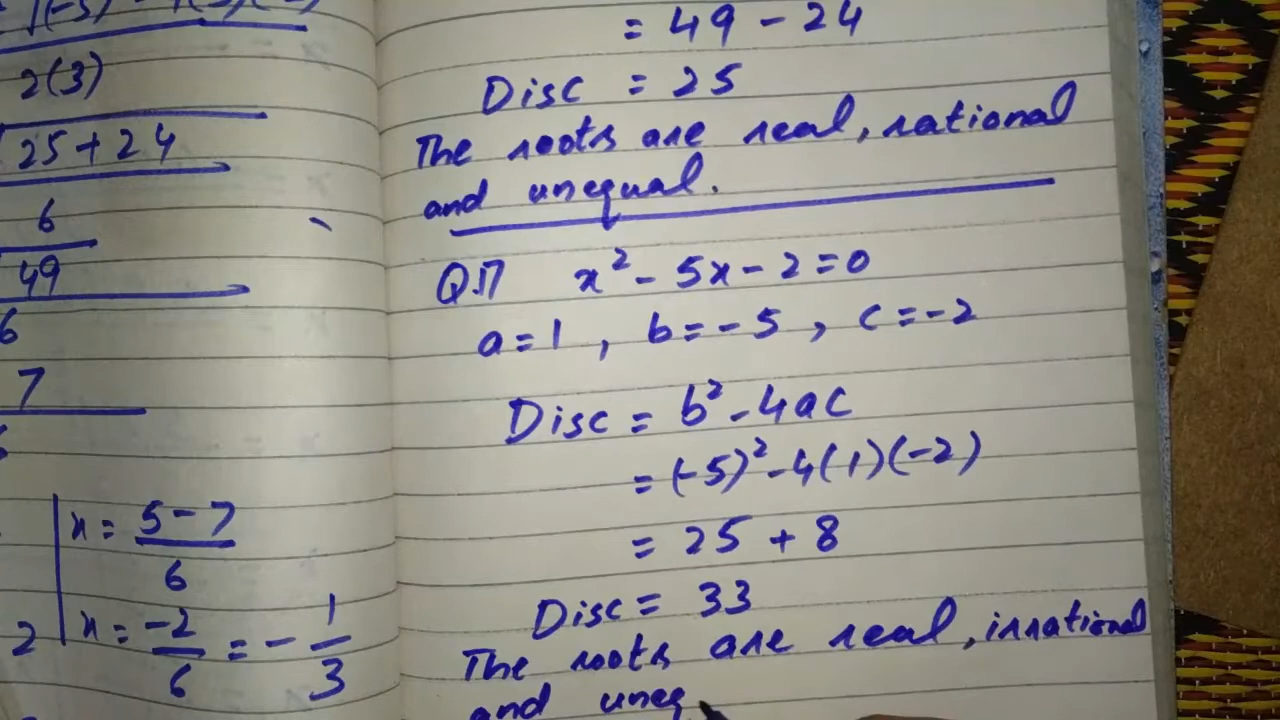 2(3)
25 + 24
6
49
6
7
x = 5 - 7
6
2
x = -2 = - 1
6 3
= 49 - 24
Disc = 25
The roots are real, rational
and unequal.
Q.17 x² - 5x - 2 = 0
a = 1 , b = - 5 , c = - 2
Disc = b² - 4ac
= (-5)² - 4(1)(-2)
= 25 + 8
Disc = 33
The roots are real, irrational
and uneq